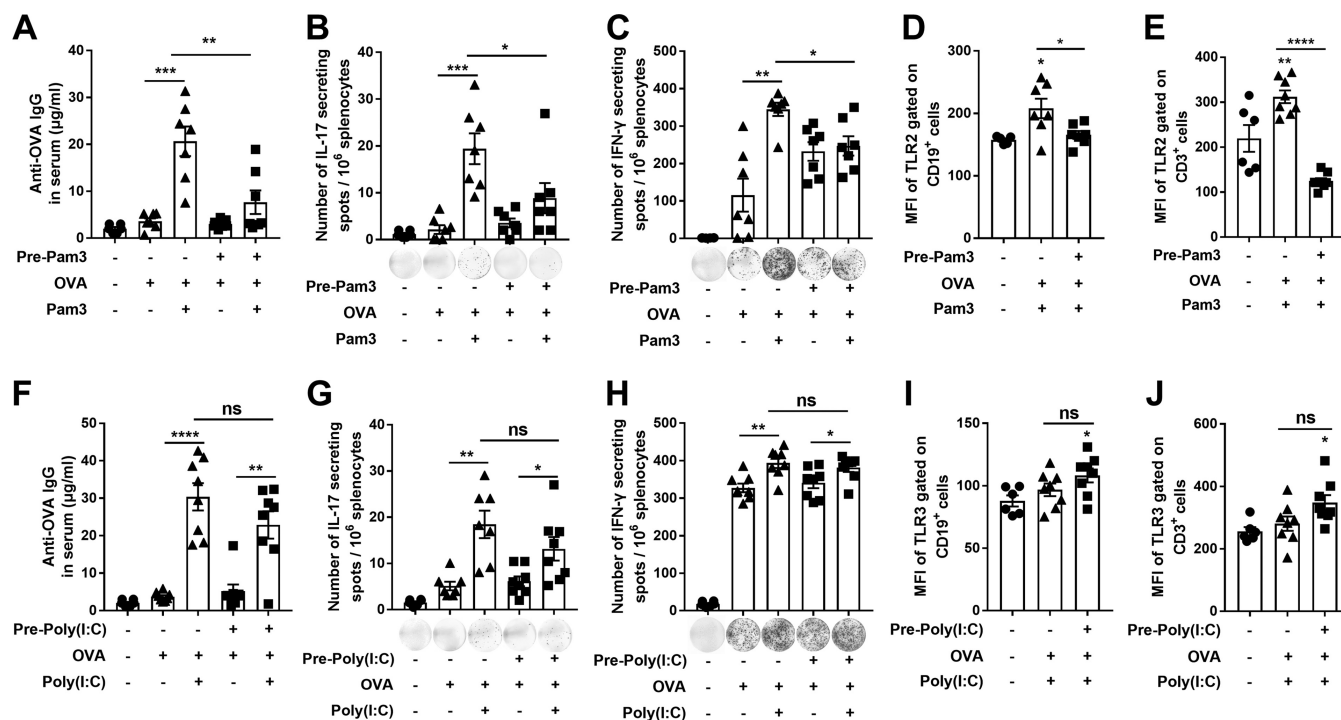 A
Anti-OVA IgG
in serum (μg/ml)
50
40
30
20
10
0
***
**
Pre-Pam3 - - - + +
OVA - + + + +
Pam3 - - + - +
B
Number of IL-17 secreting
spots / 10⁶ splenocytes
40
30
20
10
0
***
*
Pre-Pam3 - - - + +
OVA - + + + +
Pam3 - - + - +
C
Number of IFN-γ secreting
spots / 10⁶ splenocytes
500
400
300
200
100
0
**
*
Pre-Pam3 - - - + +
OVA - + + + +
Pam3 - - + - +
D
MFI of TLR2 gated on
CD19⁺ cells
300
200
100
0
*
*
Pre-Pam3 - - +
OVA - + +
Pam3 - + +
E
MFI of TLR2 gated on
CD3⁺ cells
400
300
200
100
0
**
****
Pre-Pam3 - - +
OVA - + +
Pam3 - + +
F
Anti-OVA IgG
in serum (μg/ml)
50
40
30
20
10
0
****
**
ns
Pre-Poly(I:C) - - - + +
OVA - + + + +
Poly(I:C) - - + - +
G
Number of IL-17 secreting
spots / 10⁶ splenocytes
40
30
20
10
0
**
*
ns
Pre-Poly(I:C) - - - + +
OVA - + + + +
Poly(I:C) - - + - +
H
Number of IFN-γ secreting
spots / 10⁶ splenocytes
500
400
300
200
100
0
**
*
ns
Pre-Poly(I:C) - - - + +
OVA - + + + +
Poly(I:C) - - + - +
I
MFI of TLR3 gated on
CD19⁺ cells
150
100
50
0
ns
*
Pre-Poly(I:C) - - +
OVA - + +
Poly(I:C) - + +
J
MFI of TLR3 gated on
CD3⁺ cells
600
400
200
0
ns
*
Pre-Poly(I:C) - - +
OVA - + +
Poly(I:C) - + +